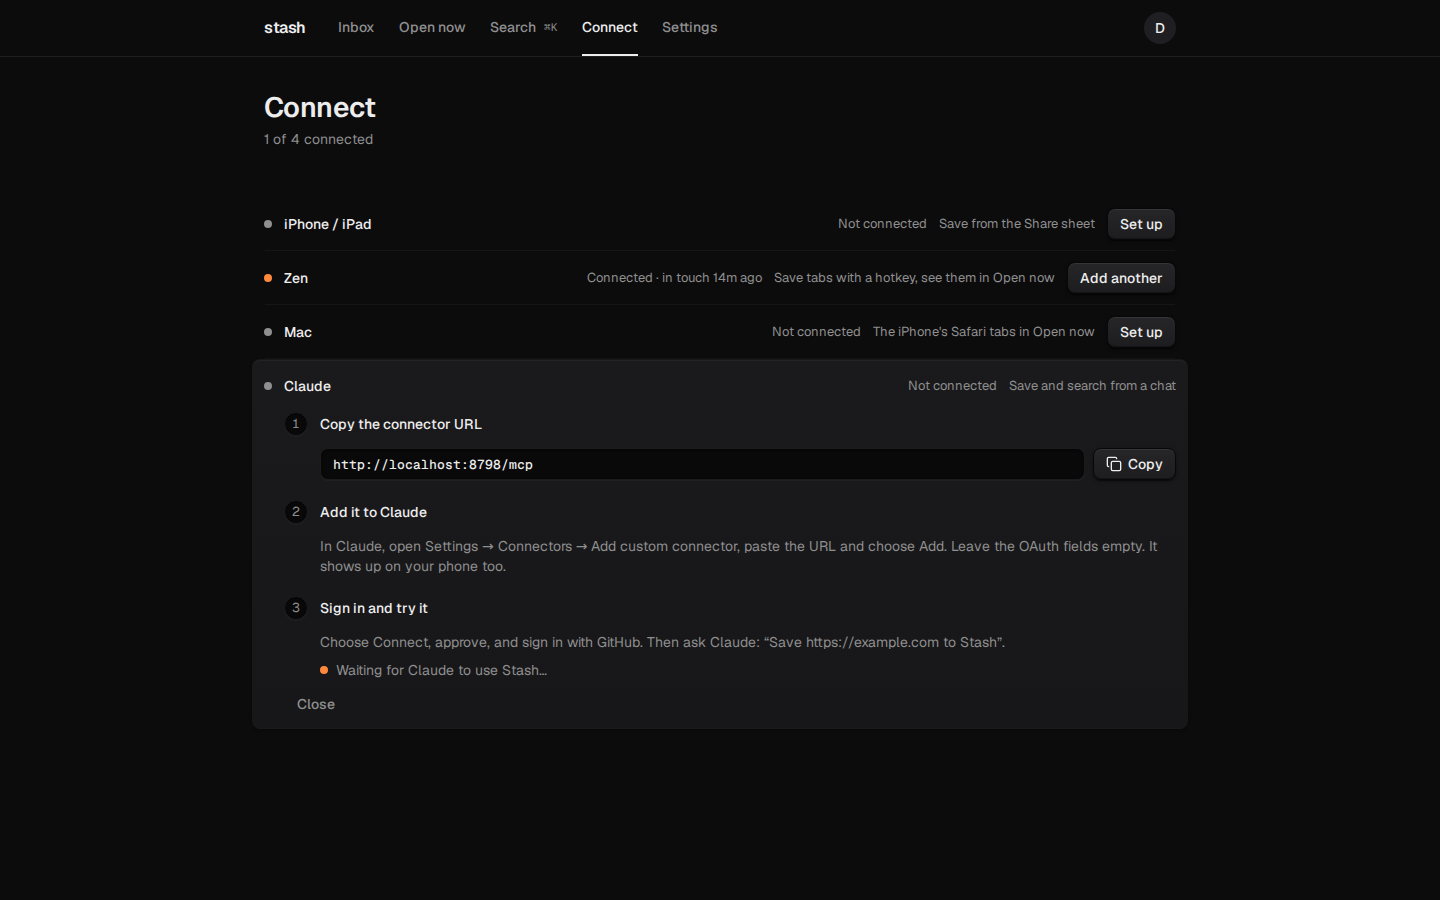 stash Inbox Open now Search ⌘K Connect Settings D
Connect
1 of 4 connected
iPhone / iPad Not connected Save from the Share sheet Set up
Zen Connected · in touch 14m ago Save tabs with a hotkey, see them in Open now Add another
Mac Not connected The iPhone's Safari tabs in Open now Set up
Claude Not connected Save and search from a chat
1 Copy the connector URL
http://localhost:8798/mcp Copy
2 Add it to Claude
In Claude, open Settings → Connectors → Add custom connector, paste the URL and choose Add. Leave the OAuth fields empty. It
shows up on your phone too.
3 Sign in and try it
Choose Connect, approve, and sign in with GitHub. Then ask Claude: “Save https://example.com to Stash”.
Waiting for Claude to use Stash…
Close